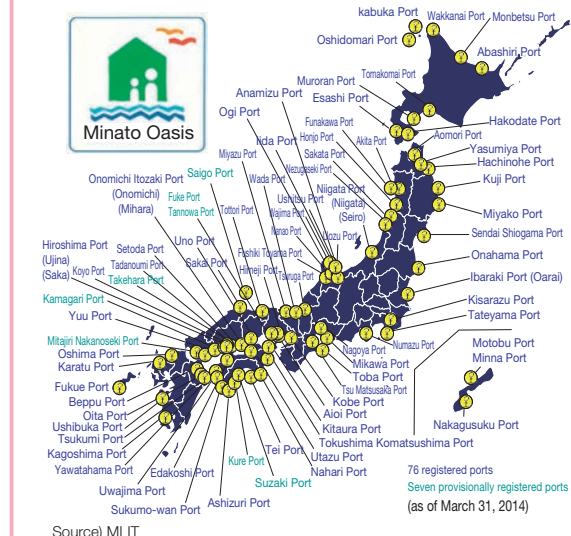 kabuka Port
Wakkanai Port
Monbetsu Port
Oshidomari Port
Abashiri Port
Minato Oasis
Anamizu Port
Muroran Port
Tomakomai Port
Ogi Port
Esashi Port
Funakawa Port
Hakodate Port
Iida Port
Honjo Port
Akita Port
Aomori Port
Miyazu Port
Sakata Port
Yasumiya Port
Onomichi Itozaki Port
(Onomichi)
(Mihara)
Saigo Port
Wada Port
Nezugaseki Port
Hachinohe Port
Fuke Port
Tannowa Port
Tottori Port
Ushitsu Port
Wajima Port
Nanao Port
Niigata Port
(Niigata)
(Seiro)
Kuji Port
Miyako Port
Uozu Port
Sendai Shiogama Port
Hiroshima Port
(Ujina)
(Saka)
Setoda Port
Uno Port
Fushiki Toyama Port
Onahama Port
Koyo Port
Tadanoumi Port
Sakai Port
Himeji Port
Tsuruga Port
Ibaraki Port (Oarai)
Takehara Port
Kamagari Port
Kisarazu Port
Yuu Port
Tateyama Port
Mitajiri Nakanoseki Port
Oshima Port
Nagoya Port
Numazu Port
Motobu Port
Karatu Port
Mikawa Port
Minna Port
Toba Port
Fukue Port
Tsu Matsusaka Port
Beppu Port
Kobe Port
Oita Port
Aioi Port
Ushibuka Port
Kitaura Port
Nakagusuku Port
Tsukumi Port
Tokushima Komatsushima Port
Kagoshima Port
Tei Port
Utazu Port
Yawatahama Port
Edakoshi Port
Kure Port
Nahari Port
76 registered ports
Uwajima Port
Suzaki Port
Seven provisionally registered ports
Sukumo-wan Port
Ashizuri Port
(as of March 31, 2014)
Source) MLIT